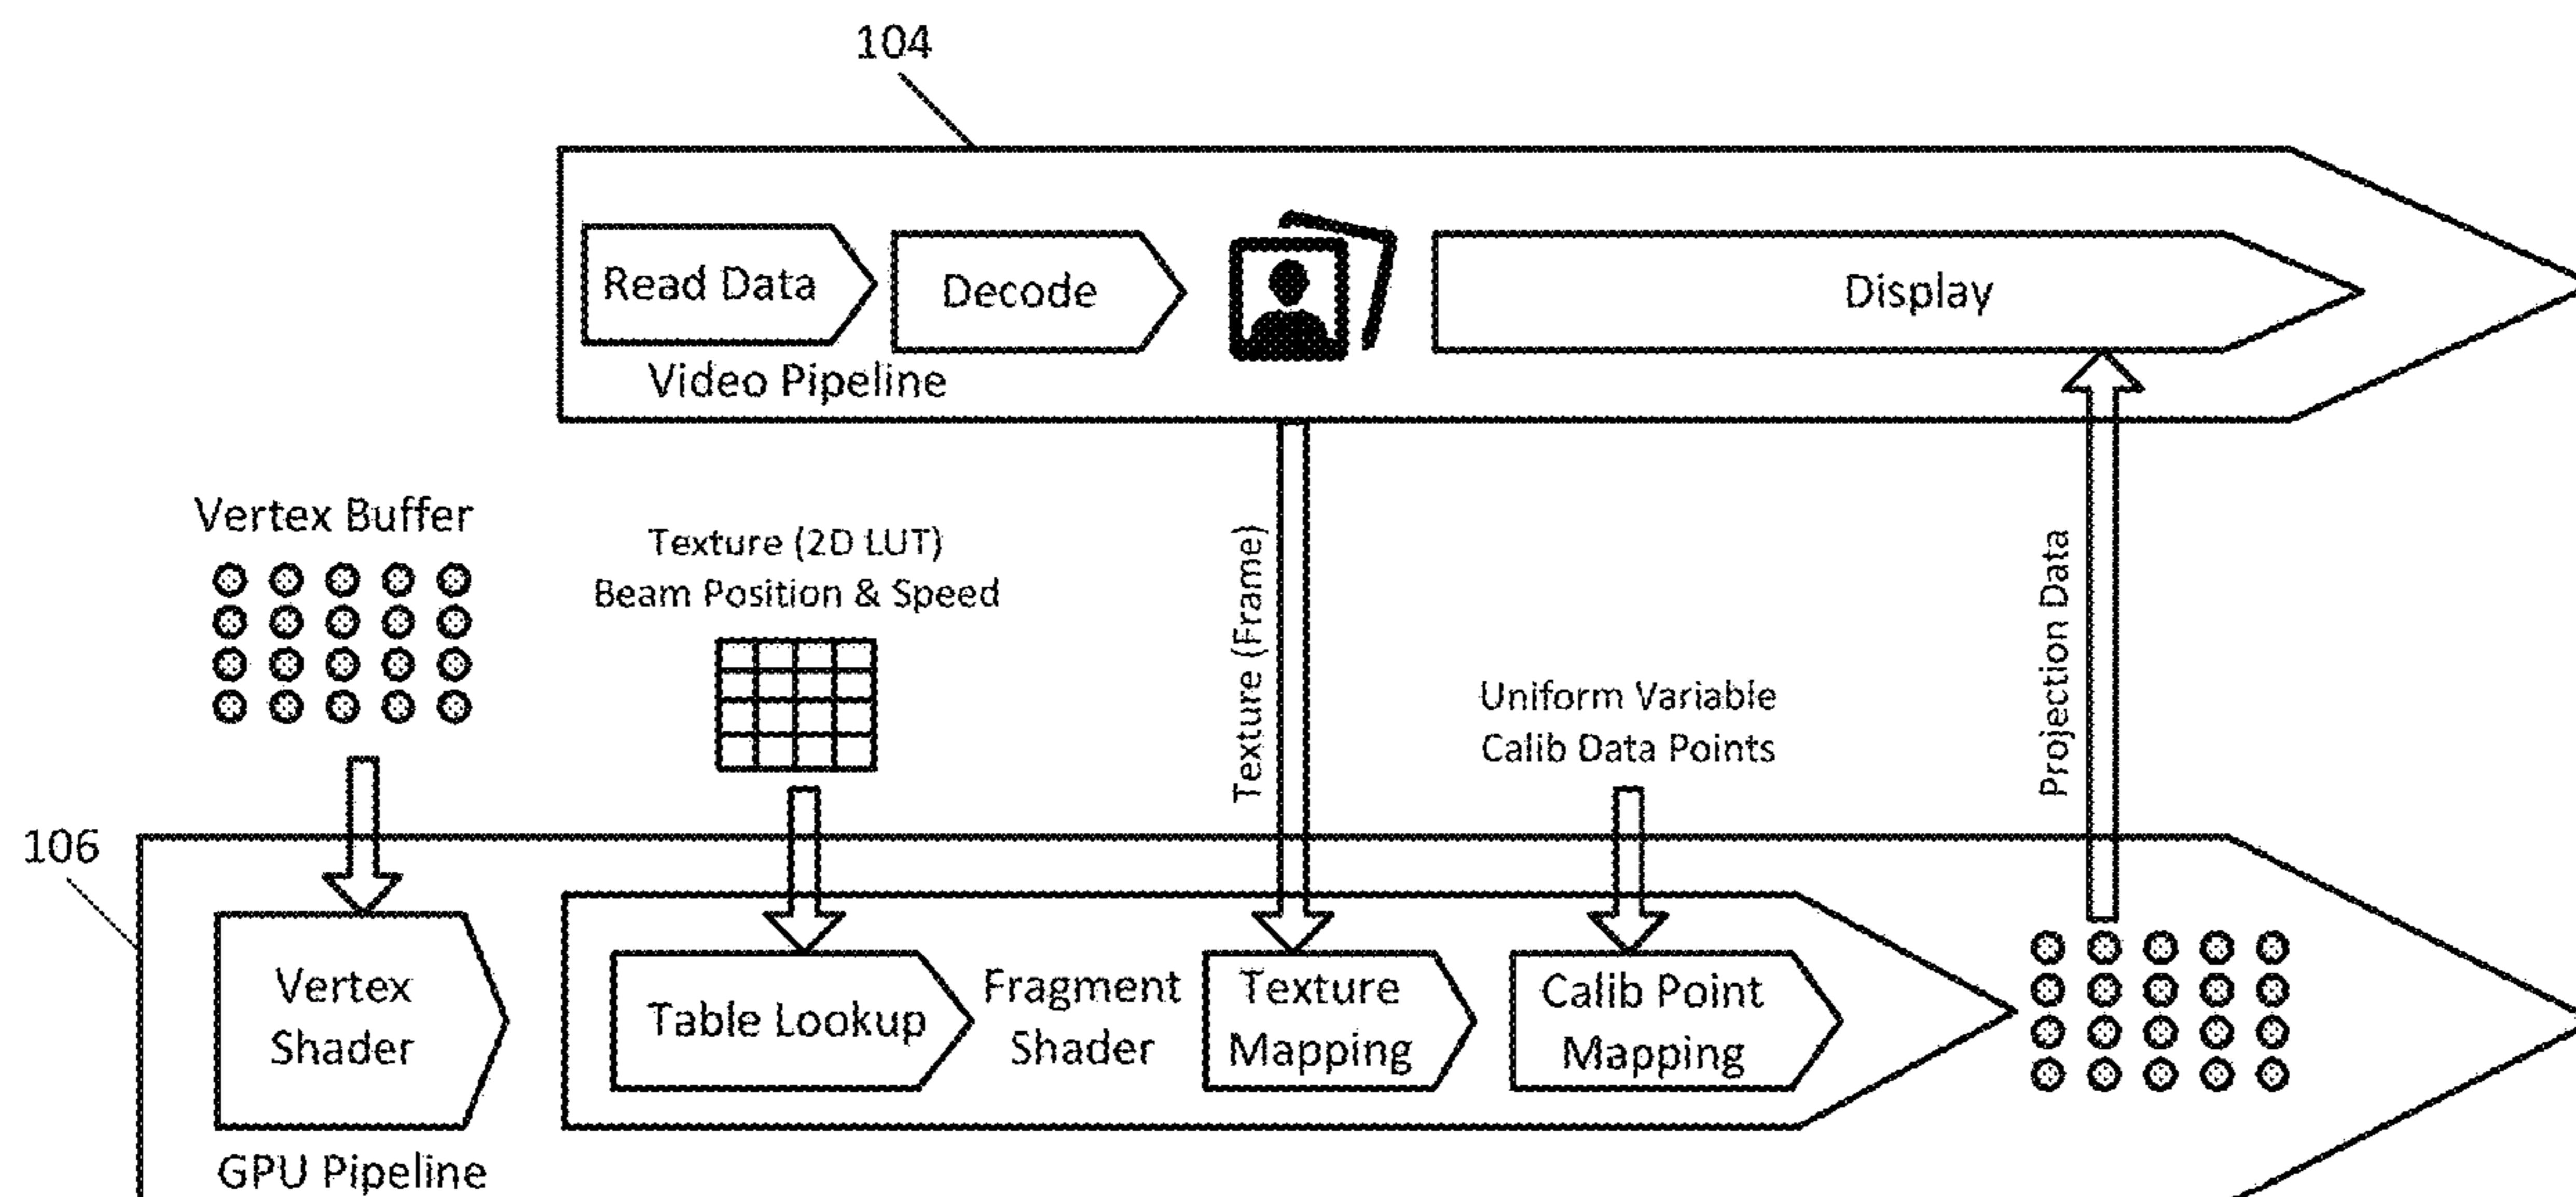 104
Read Data
Decode
Display
Video Pipeline
Vertex Buffer
Texture (2D LUT)
Beam Position & Speed
Texture (Frame)
Uniform Variable
Calib Data Points
Projection Data
106
Vertex
Shader
Table Lookup
Fragment
Shader
Texture
Mapping
Calib Point
Mapping
GPU Pipeline